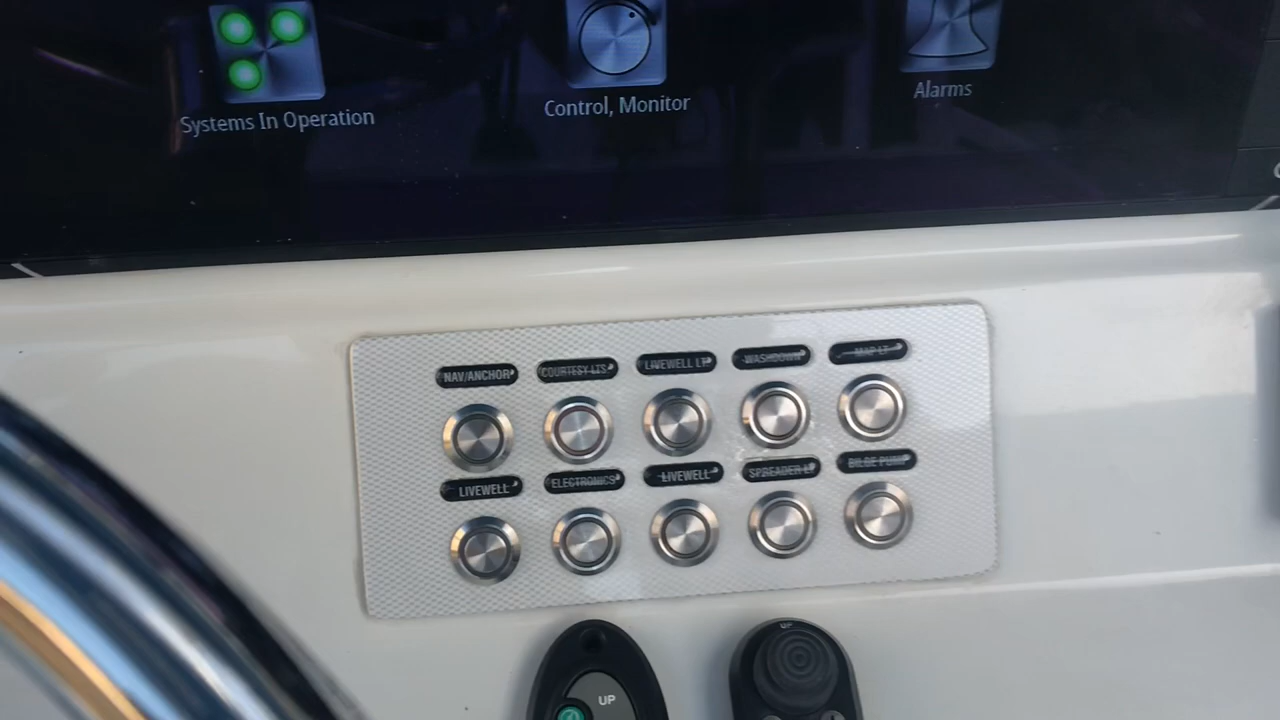 Systems In Operation
Control, Monitor
Alarms
NAV/ANCHOR
COURTESY LTS
LIVEWELL LT
WASHDOWN
MAP LT
LIVEWELL
ELECTRONICS
LIVEWELL
SPREADER LT
BILGE PUMP
UP
UP